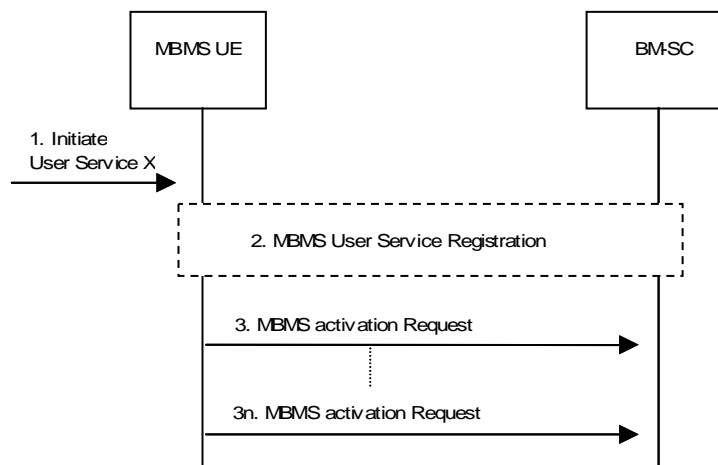 MBMS UE
BM-SC
1. Initiate
User Service X
2. MBMS User Service Registration
3. MBMS activation Request
3n. MBMS activation Request